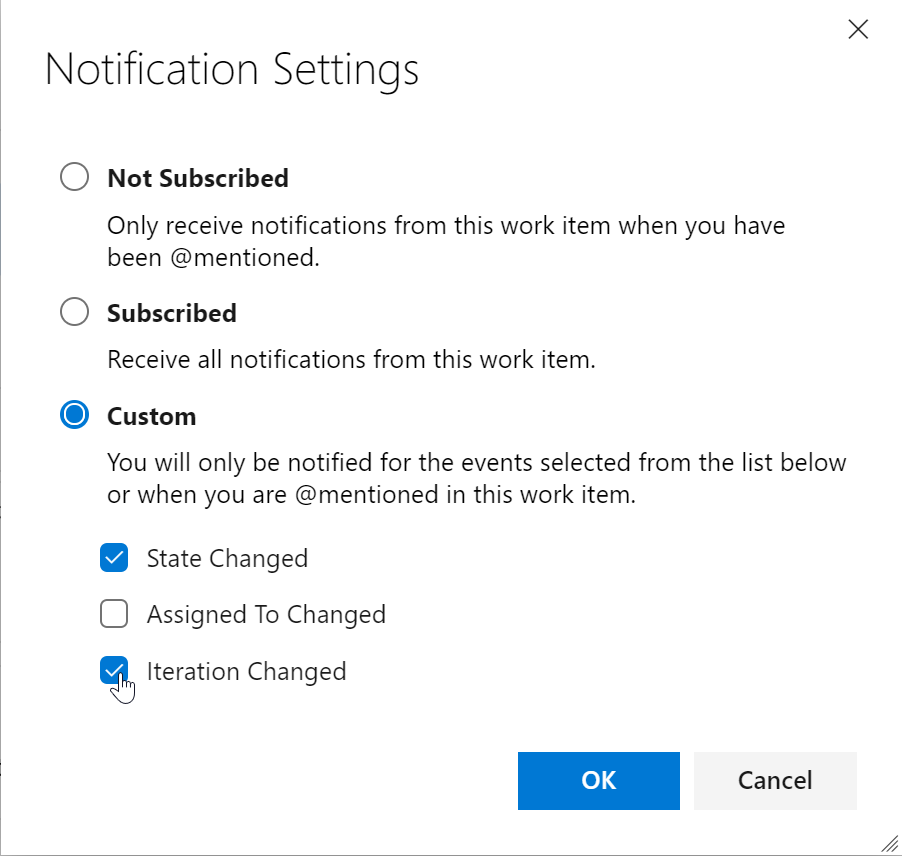 Notification Settings
Not Subscribed
Only receive notifications from this work item when you have
been @mentioned.
Subscribed
Receive all notifications from this work item.
Custom
You will only be notified for the events selected from the list below
or when you are @mentioned in this work item.
State Changed
Assigned To Changed
Iteration Changed
OK
Cancel